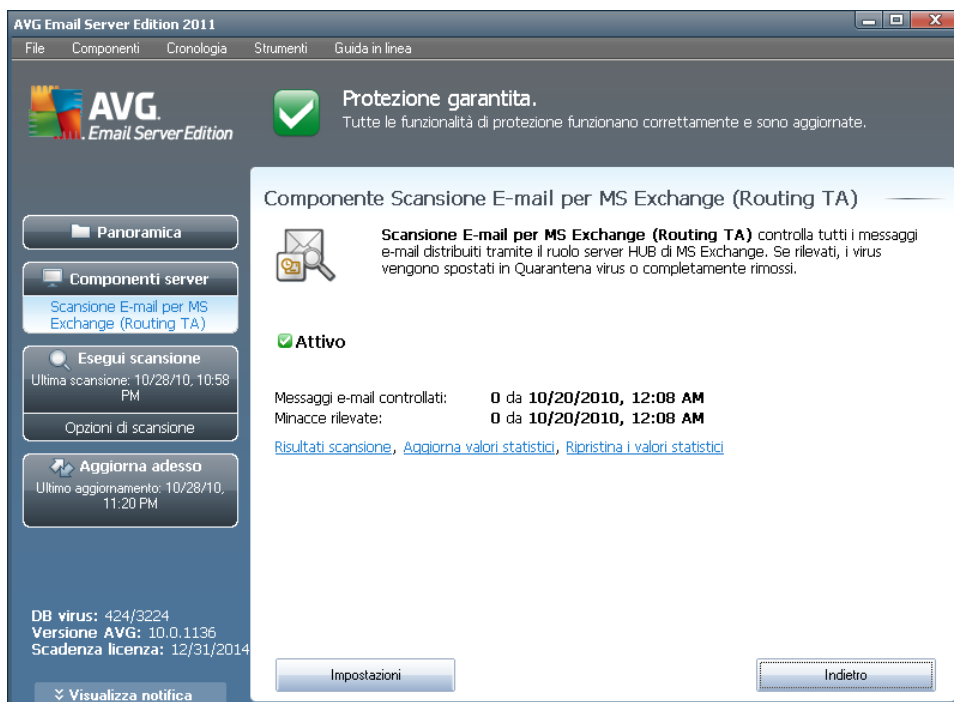 AVG Email Server Edition 2011
File Componenti Cronologia Strumenti Guida in linea
AVG.
Email Server Edition
Protezione garantita.
Tutte le funzionalità di protezione funzionano correttamente e sono aggiornate.
Panoramica
Componenti server
Scansione E-mail per MS
Exchange (Routing TA)
Esegui scansione
Ultima scansione: 10/28/10, 10:58
PM
Opzioni di scansione
Aggiorna adesso
Ultimo aggiornamento: 10/28/10,
11:20 PM
DB virus: 424/3224
Versione AVG: 10.0.1136
Scadenza licenza: 12/31/2014
Visualizza notifica
Componente Scansione E-mail per MS Exchange (Routing TA)
Scansione E-mail per MS Exchange (Routing TA) controlla tutti i messaggi
e-mail distribuiti tramite il ruolo server HUB di MS Exchange. Se rilevati, i virus
vengono spostati in Quarantena virus o completamente rimossi.
Attivo
Messaggi e-mail controllati: 0 da 10/20/2010, 12:08 AM
Minacce rilevate: 0 da 10/20/2010, 12:08 AM
Risultati scansione, Aggiorna valori statistici, Ripristina i valori statistici
Impostazioni
Indietro